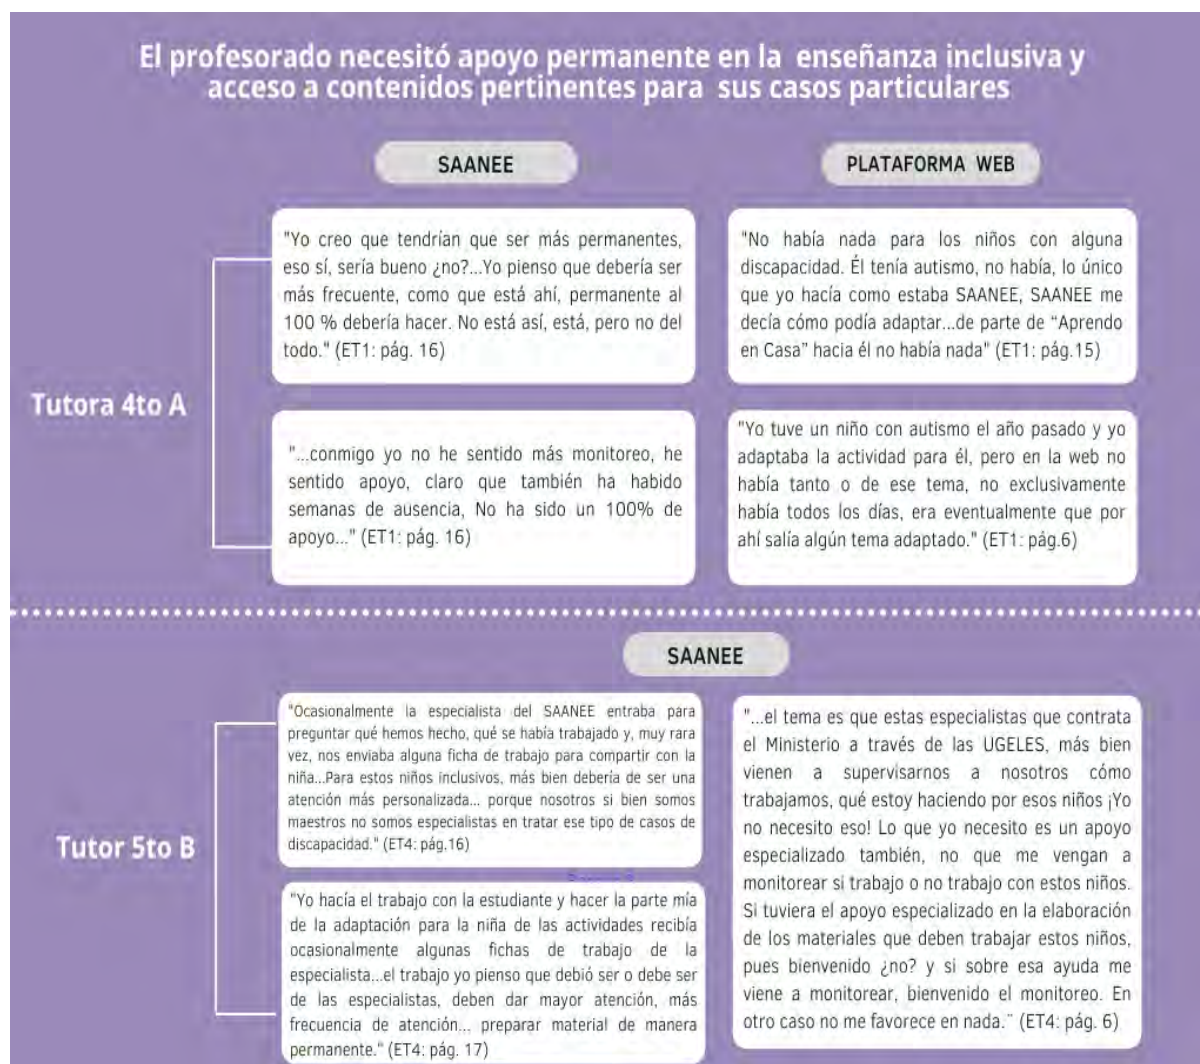 El profesorado necesitó apoyo permanente en la enseñanza inclusiva y
acceso a contenidos pertinentes para sus casos particulares
SAANEE
PLATAFORMA WEB
Tutora 4to A
"Yo creo que tendrían que ser más permanentes,
eso sí, sería bueno ¿no?...Yo pienso que debería ser
más frecuente, como que está ahí, permanente al
100 % debería hacer. No está así, está, pero no del
todo." (ET1: pág. 16)
"No había nada para los niños con alguna
discapacidad. Él tenía autismo, no había, lo único
que yo hacía como estaba SAANEE, SAANEE me
decía cómo podía adaptar...de parte de “Aprendo
en Casa” hacia él no había nada" (ET1: pág.15)
"...conmigo yo no he sentido más monitoreo, he
sentido apoyo, claro que también ha habido
semanas de ausencia, No ha sido un 100% de
apoyo..." (ET1: pág. 16)
"Yo tuve un niño con autismo el año pasado y yo
adaptaba la actividad para él, pero en la web no
había tanto o de ese tema, no exclusivamente
había todos los días, era eventualmente que por
ahí salía algún tema adaptado." (ET1: pág.6)
SAANEE
Tutor 5to B
"Ocasionalmente la especialista del SAANEE entraba para
preguntar qué hemos hecho, qué se había trabajado y, muy rara
vez, nos enviaba alguna ficha de trabajo para compartir con la
niña...Para estos niños inclusivos, más bien debería de ser una
atención más personalizada... porque nosotros si bien somos
maestros no somos especialistas en tratar ese tipo de casos de
discapacidad." (ET4: pág.16)
"Yo hacía el trabajo con la estudiante y hacer la parte mía
de la adaptación para la niña de las actividades recibía
ocasionalmente algunas fichas de trabajo de la
especialista...el trabajo yo pienso que debió ser o debe ser
de las especialistas, deben dar mayor atención, más
frecuencia de atención... preparar material de manera
permanente." (ET4: pág. 17)
"...el tema es que estas especialistas que contrata
el Ministerio a través de las UGELES, más bien
vienen a supervisarnos a nosotros cómo
trabajamos, qué estoy haciendo por esos niños ¡Yo
no necesito eso! Lo que yo necesito es un apoyo
especializado también, no que me vengan a
monitorear si trabajo o no trabajo con estos niños.
Si tuviera el apoyo especializado en la elaboración
de los materiales que deben trabajar estos niños,
pues bienvenido ¿no? y si sobre esa ayuda me
viene a monitorear, bienvenido el monitoreo. En
otro caso no me favorece en nada.¨ (ET4: pág. 6)